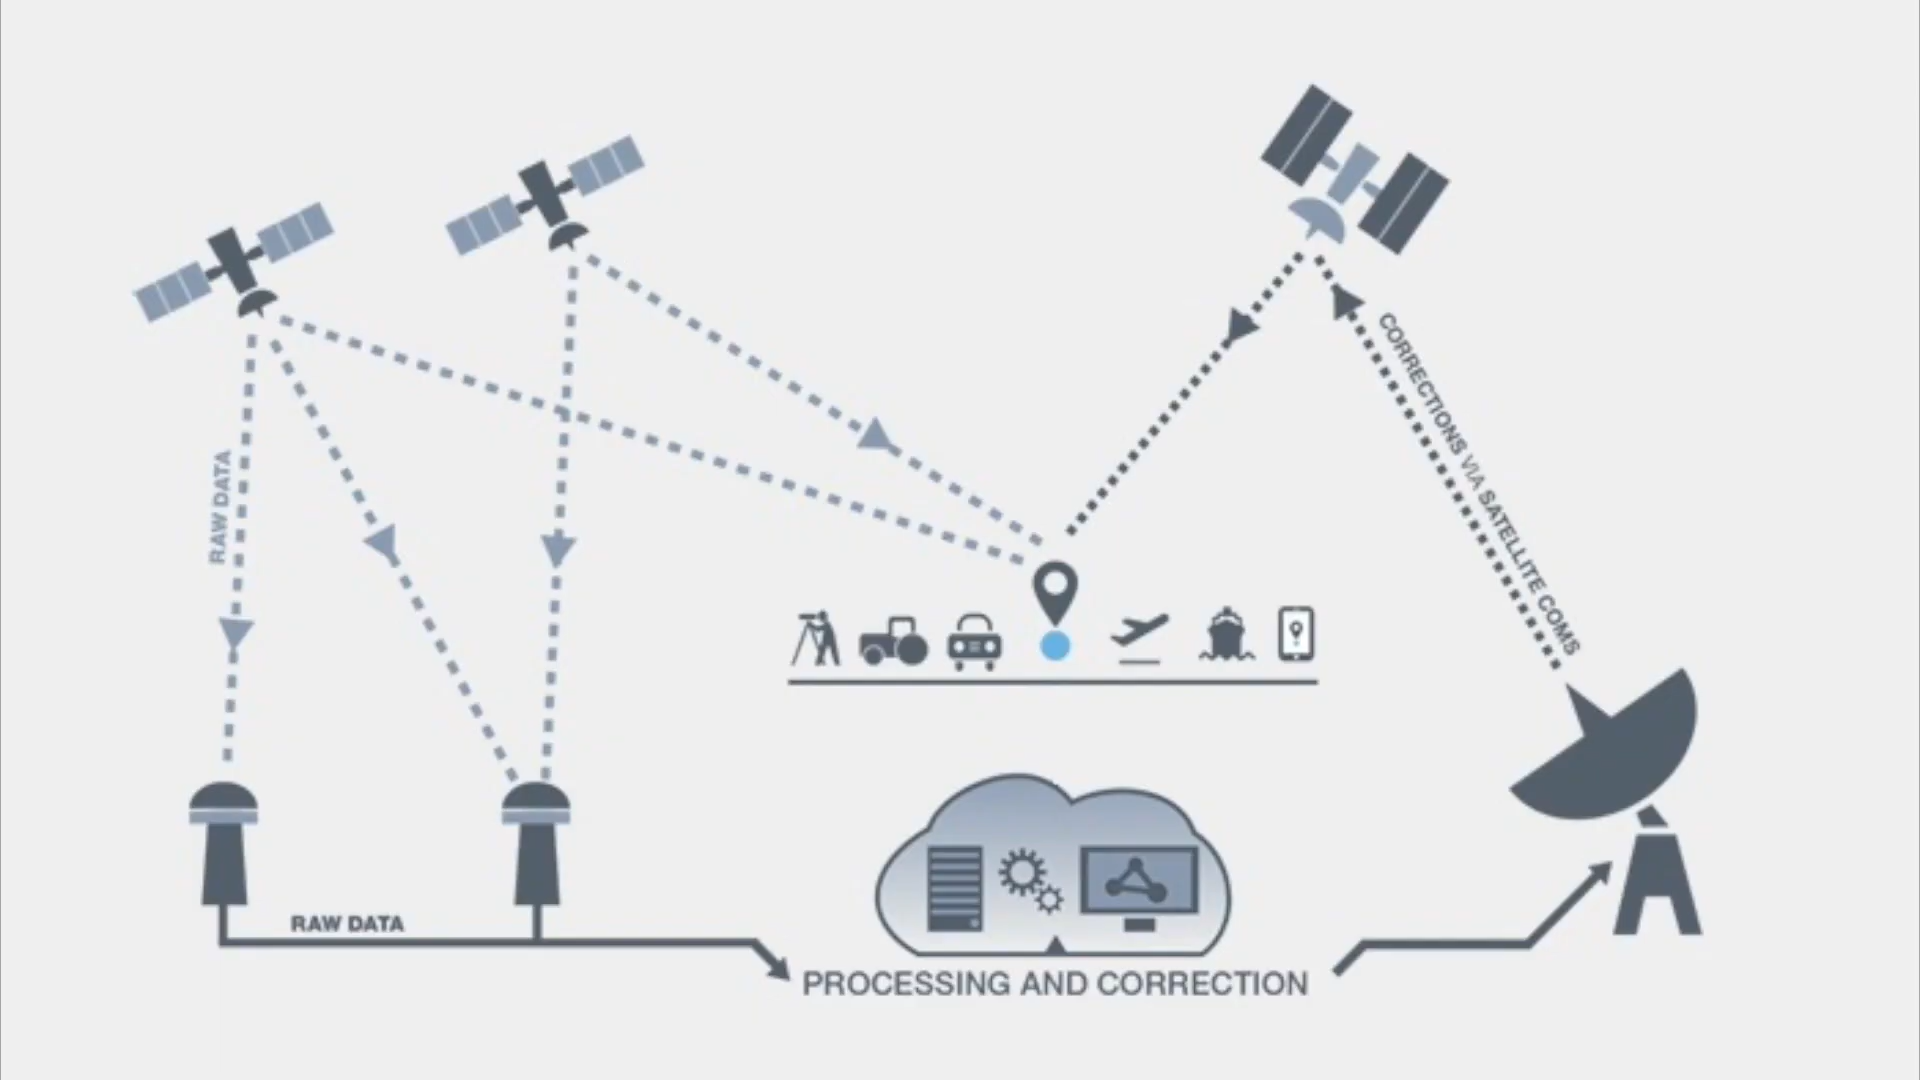 RAW DATA
CORRECTIONS VIA SATELLITE COMS
RAW DATA
PROCESSING AND CORRECTION